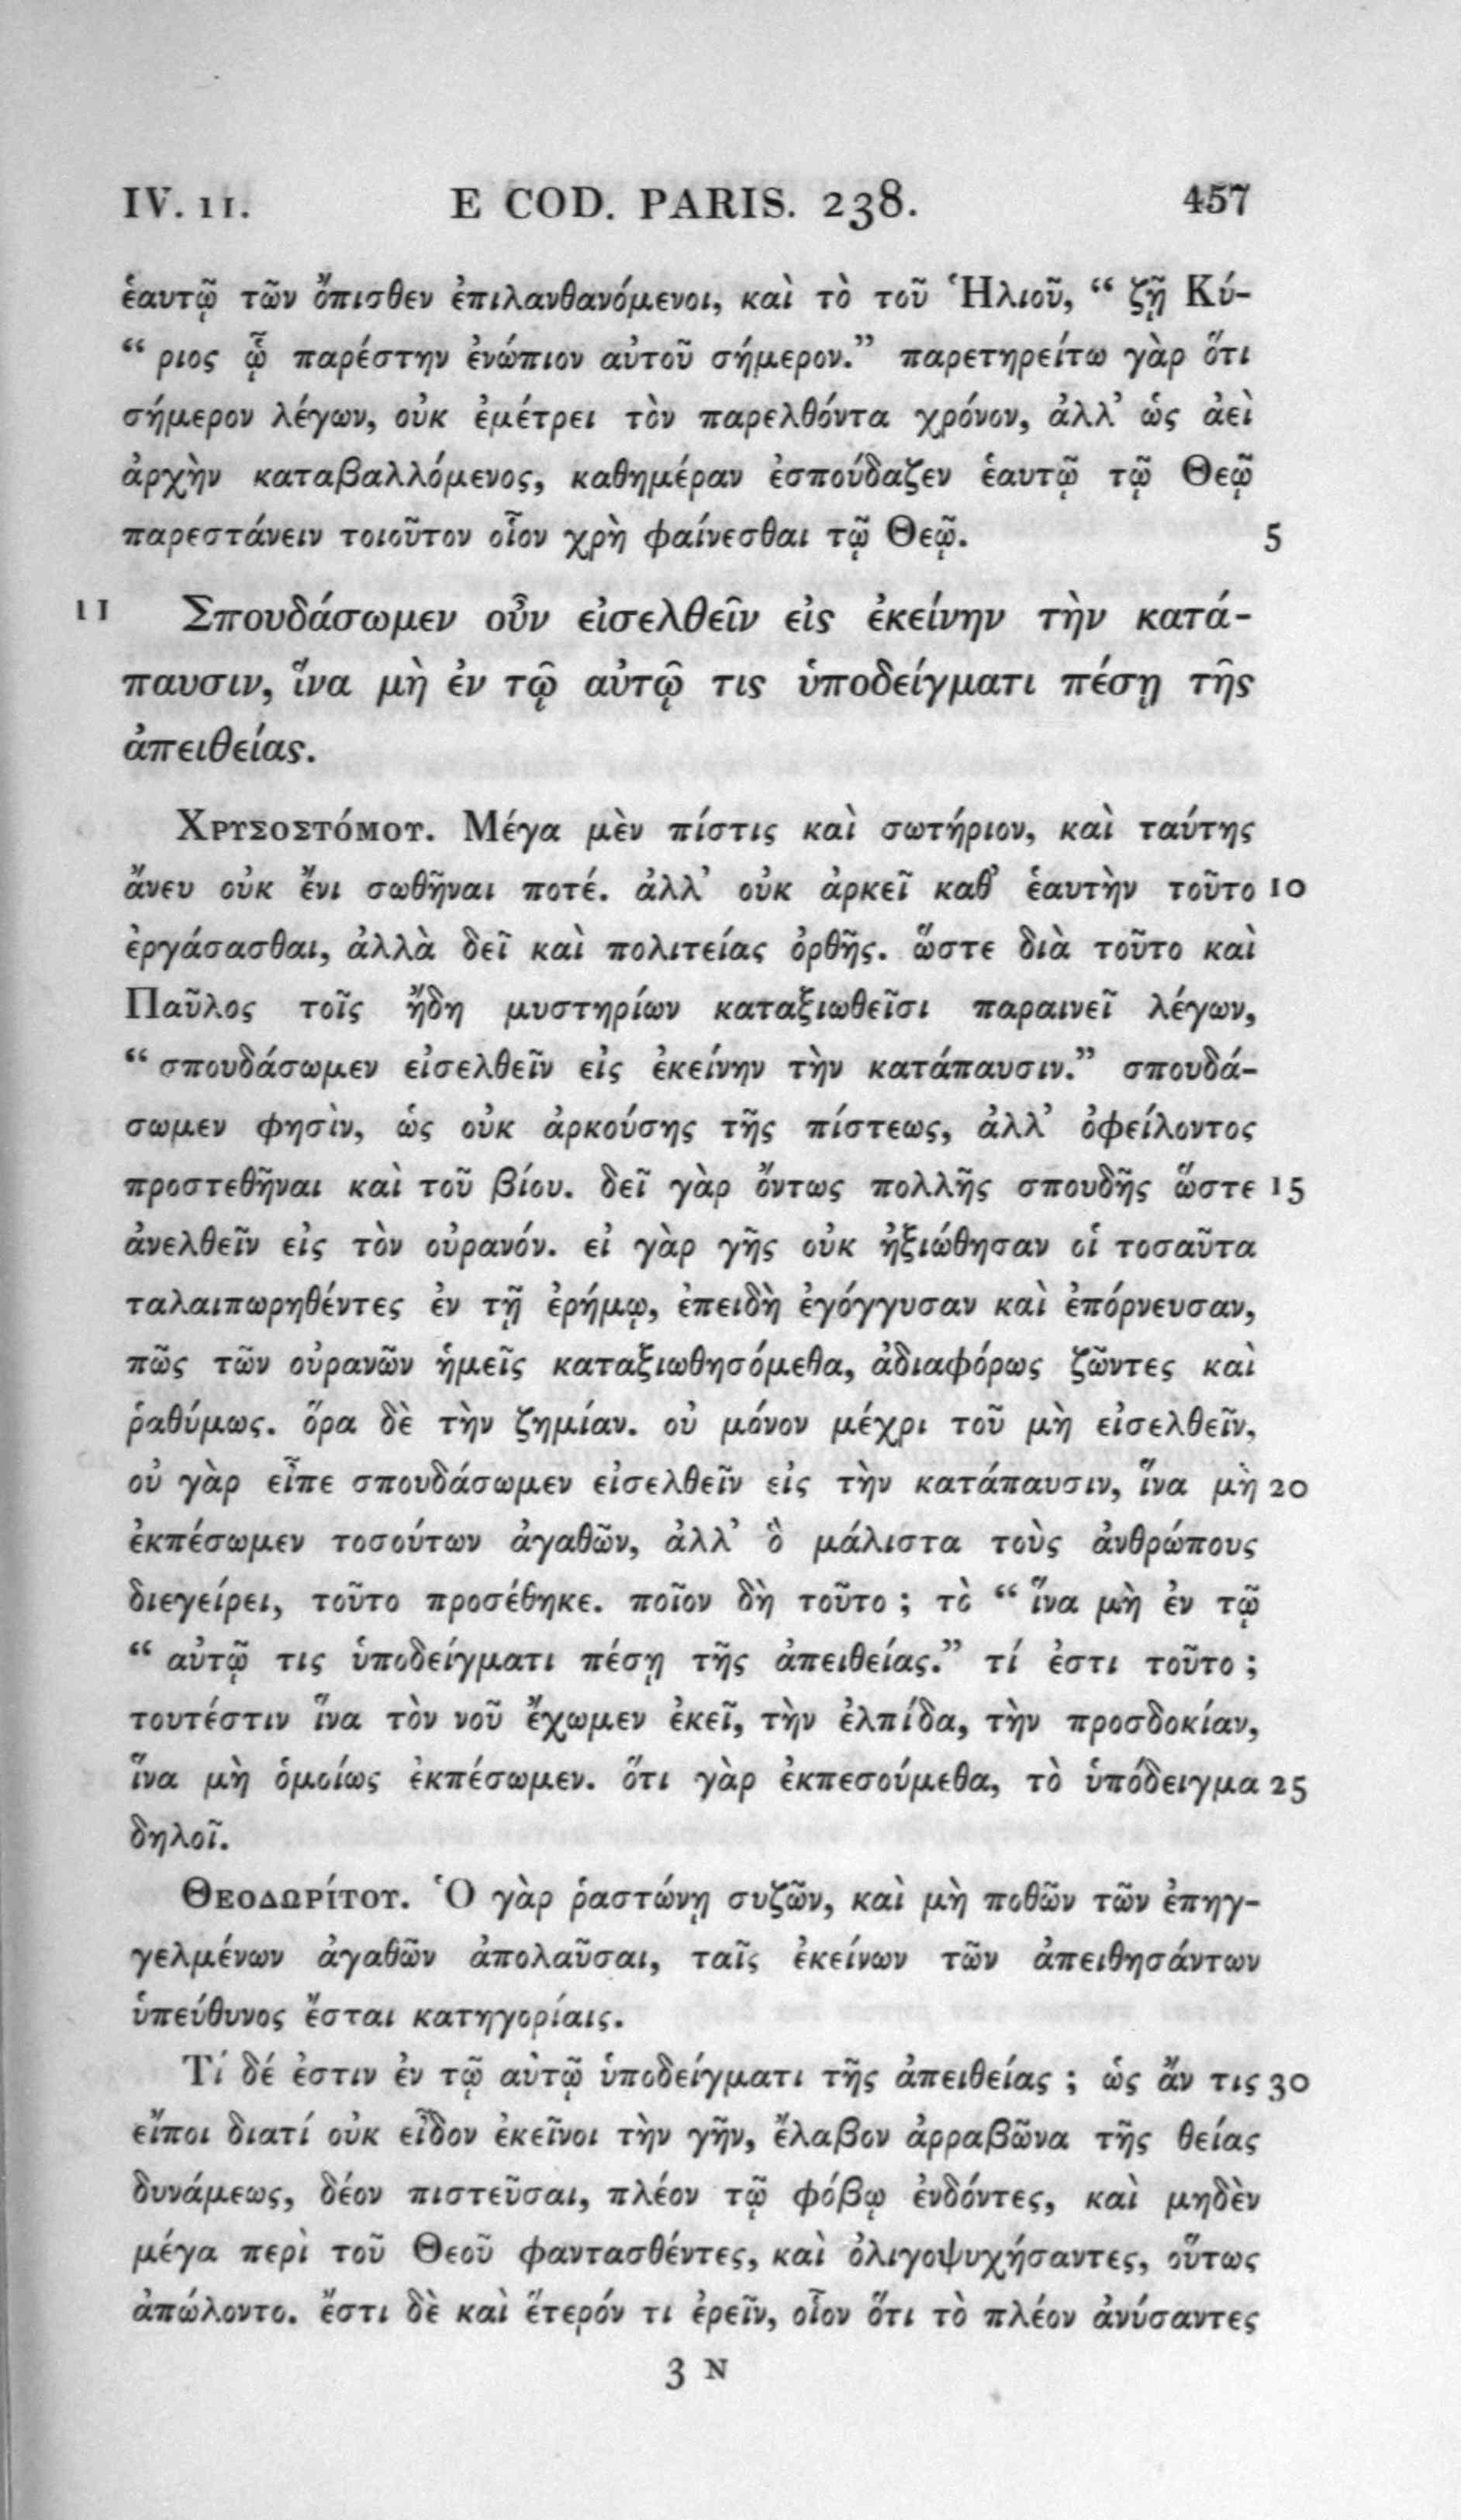 IV. 11. E COD. PARIS. 238. 457
ἑαυτῷ τῶν ὄπισθεν ἐπιλανθανόμενοι, καὶ τὸ τοῦ Ἡλιοῦ, “ ζῇ Κύ-
“ ριος ᾧ παρέστην ἐνώπιον αὐτοῦ σήμερον.” παρετηρείτω γὰρ ὅτι
σήμερον λέγων, οὐκ ἐμέτρει τὸν παρελθόντα χρόνον, ἀλλ’ ὡς ἀεὶ
ἀρχὴν καταβαλλόμενος, καθημέραν ἐσπούδαζεν ἑαυτῷ τῷ Θεῷ
παρεστάνειν τοιοῦτον οἷον χρὴ φαίνεσθαι τῷ Θεῷ. 5
11 Σπουδάσωμεν οὖν εἰσελθεῖν εἰς ἐκείνην τὴν κατά-
παυσιν, ἵνα μὴ ἐν τῷ αὐτῷ τις ὑποδείγματι πέσῃ τῆς
ἀπειθείας.
ΧΡΥΣΟΣΤΌΜΟΥ. Μέγα μὲν πίστις καὶ σωτήριον, καὶ ταύτης
ἄνευ οὐκ ἔνι σωθῆναι ποτέ. ἀλλ’ οὐκ ἀρκεῖ καθ’ ἑαυτὴν τοῦτο 10
ἐργάσασθαι, ἀλλὰ δεῖ καὶ πολιτείας ὀρθῆς. ὥστε διὰ τοῦτο καὶ
Παῦλος τοῖς ἤδη μυστηρίων καταξιωθεῖσι παραινεῖ λέγων,
“ σπουδάσωμεν εἰσελθεῖν εἰς ἐκείνην τὴν κατάπαυσιν.” σπουδά-
σωμεν φησὶν, ὡς οὐκ ἀρκούσης τῆς πίστεως, ἀλλ’ ὀφείλοντος
προστεθῆναι καὶ τοῦ βίου. δεῖ γὰρ ὄντως πολλῆς σπουδῆς ὥστε 15
ἀνελθεῖν εἰς τὸν οὐρανόν. εἰ γὰρ γῆς οὐκ ἠξιώθησαν οἱ τοσαῦτα
ταλαιπωρηθέντες ἐν τῇ ἐρήμῳ, ἐπειδὴ ἐγόγγυσαν καὶ ἐπόρνευσαν,
πῶς τῶν οὐρανῶν ἡμεῖς καταξιωθησόμεθα, ἀδιαφόρως ζῶντες καὶ
ῥαθύμως. ὅρα δὲ τὴν ζημίαν. οὐ μόνον μέχρι τοῦ μὴ εἰσελθεῖν,
οὐ γὰρ εἶπε σπουδάσωμεν εἰσελθεῖν εἰς τὴν κατάπαυσιν, ἵνα μὴ 20
ἐκπέσωμεν τοσούτων ἀγαθῶν, ἀλλ’ ὃ μάλιστα τοὺς ἀνθρώπους
διεγείρει, τοῦτο προσέθηκε. ποῖον δὴ τοῦτο ; τὸ “ ἵνα μὴ ἐν τῷ
“ αὐτῷ τις ὑποδείγματι πέσῃ τῆς ἀπειθείας.” τί ἐστι τοῦτο ;
τουτέστιν ἵνα τὸν νοῦ ἔχωμεν ἐκεῖ, τὴν ἐλπίδα, τὴν προσδοκίαν,
ἵνα μὴ ὁμοίως ἐκπέσωμεν. ὅτι γὰρ ἐκπεσούμεθα, τὸ ὑπόδειγμα 25
δηλοῖ.
ΘΕΟΔΩΡΊΤΟΥ. Ὁ γὰρ ῥαστώνῃ συζῶν, καὶ μὴ ποθῶν τῶν ἐπηγ-
γελμένων ἀγαθῶν ἀπολαῦσαι, ταῖς ἐκείνων τῶν ἀπειθησάντων
ὑπεύθυνος ἔσται κατηγορίαις.
Τί δέ ἐστιν ἐν τῷ αὐτῷ ὑποδείγματι τῆς ἀπειθείας ; ὡς ἄν τις 30
εἴποι διατί οὐκ εἶδον ἐκεῖνοι τὴν γῆν, ἔλαβον ἀρραβῶνα τῆς θείας
δυνάμεως, δέον πιστεῦσαι, πλέον τῷ φόβῳ ἐνδόντες, καὶ μηδὲν
μέγα περὶ τοῦ Θεοῦ φαντασθέντες, καὶ ὀλιγοψυχήσαντες, οὕτως
ἀπώλοντο. ἔστι δὲ καὶ ἕτερόν τι ἐρεῖν, οἷον ὅτι τὸ πλέον ἀνύσαντες
3 N